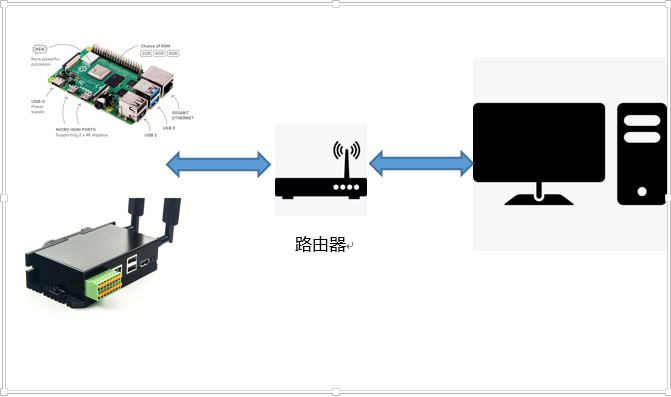 NEW
More powerful
processor
Choice of RAM
2GB 4GB 8GB
USB-C
Power
supply
MICRO HDMI PORTS
Supporting 2 x 4K displays
GIGABIT
ETHERNET
USB 3
USB 2
路由器